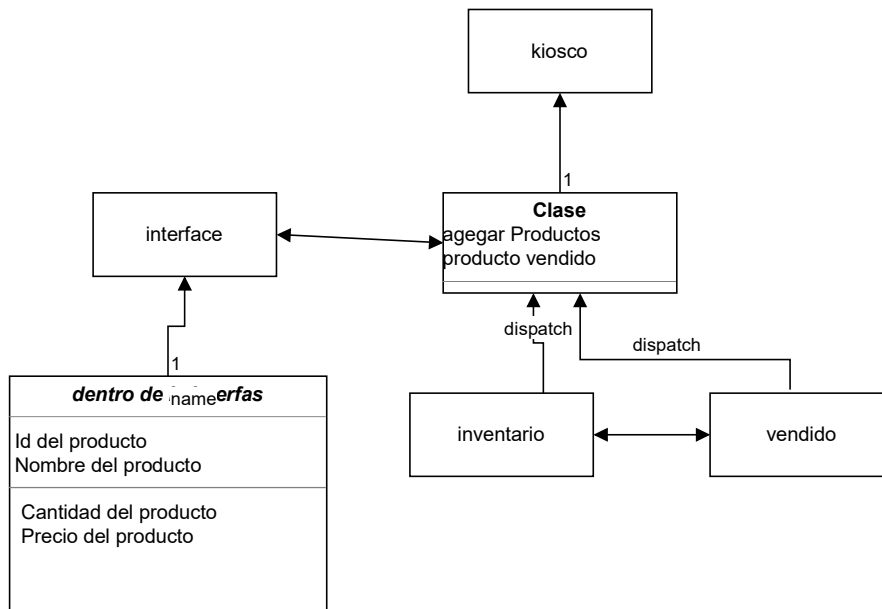 kiosco
1
Clase
agegar Productos
producto vendido
interface
dispatch
dispatch
1
dentro de erfas
name
Id del producto
Nombre del producto
Cantidad del producto
Precio del producto
inventario
vendido